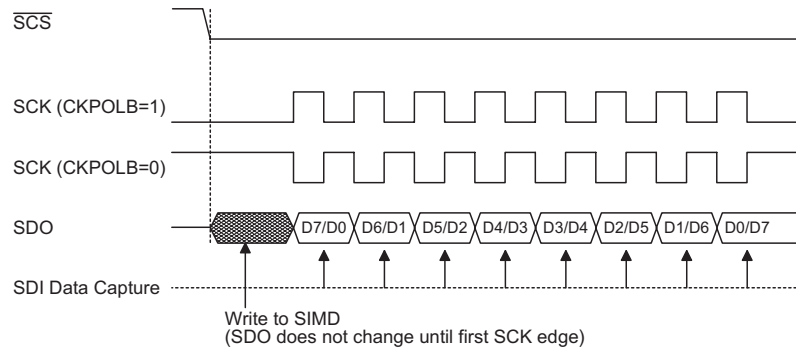 SCS
SCK (CKPOLB=1)
SCK (CKPOLB=0)
SDO
D7/D0 D6/D1 D5/D2 D4/D3 D3/D4 D2/D5 D1/D6 D0/D7
SDI Data Capture
Write to SIMD
(SDO does not change until first SCK edge)